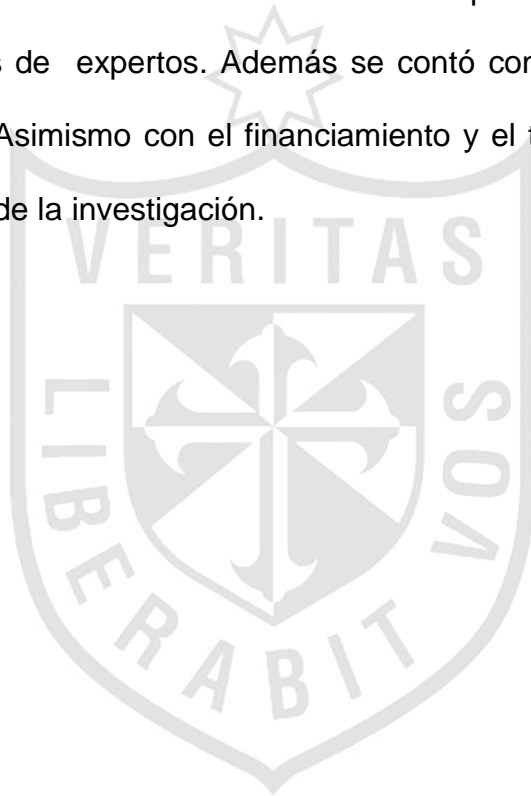 s de expertos. Además se contó con
Asimismo con el financiamiento y el
de la investigación.
VERITAS
LIBERABIT VOS